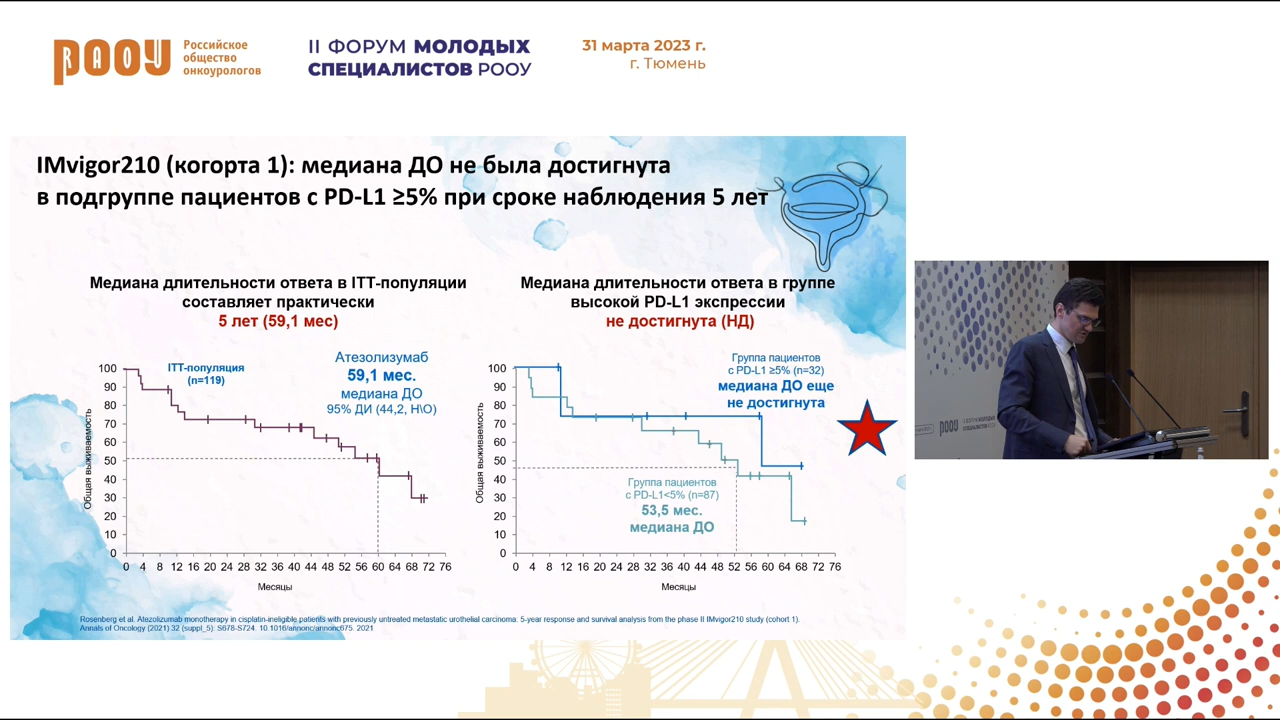 РООУ
RAOU
Российское
общество
онкоурологов
II ФОРУМ МОЛОДЫХ
СПЕЦИАЛИСТОВ РООУ
31 марта 2023 г.
г. Тюмень
IMvigor210 (когорта 1): медиана ДО не была достигнута
в подгруппе пациентов с PD-L1 ≥5% при сроке наблюдения 5 лет
Медиана длительности ответа в ITT-популяции
составляет практически
5 лет (59,1 мес)
Общая выживаемость
100
90
80
70
60
50
40
30
20
10
0
ITT-популяция
(n=119)
Атезолизумаб
59,1 мес.
медиана ДО
95% ДИ (44,2, Н\О)
0 4 8 12 16 20 24 28 32 36 40 44 48 52 56 60 64 68 72 76
Месяцы
Медиана длительности ответа в группе
высокой PD-L1 экспрессии
не достигнута (НД)
Общая выживаемость
100
90
80
70
60
50
40
30
20
10
0
Группа пациентов
с PD-L1 ≥5% (n=32)
медиана ДО еще
не достигнута
Группа пациентов
с PD-L1<5% (n=87)
53,5 мес.
медиана ДО
0 4 8 12 16 20 24 28 32 36 40 44 48 52 56 60 64 68 72 76
Месяцы
Rosenberg et al. Atezolizumab monotherapy in cisplatin-ineligible patients with previously untreated metastatic urothelial carcinoma: 5-year response and survival analysis from the phase II IMvigor210 study (cohort 1).
Annals of Oncology (2021) 32 (suppl_5): S678-S724. 10.1016/annonc/annonc675. 2021
РООУ